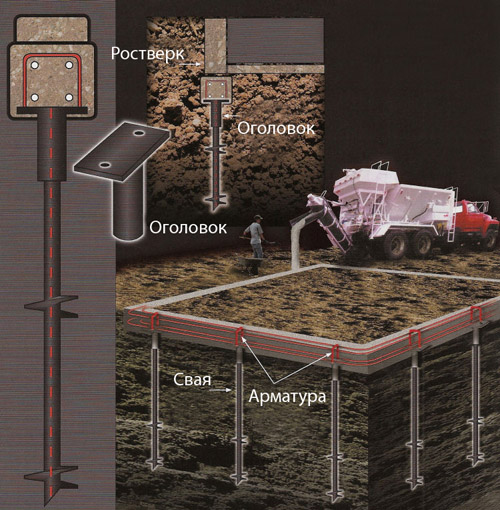 Ростверк
Оголовок
Оголовок
Свая
Арматура